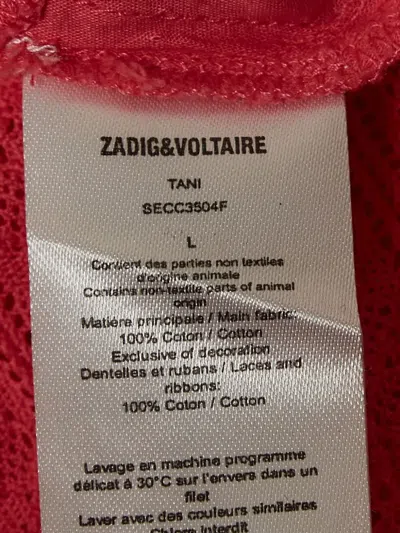 ZADIG&VOLTAIRE
TANI
SECC3504F
L
Contient des parties non textiles
d'origine animale
Contains non-textile parts of animal
origin
Matière principale / Main fabric:
100% Coton / Cotton
Exclusive of decoration
Dentelles et rubans / Laces and
ribbons:
100% Coton / Cotton
Lavage en machine programme
délicat à 30°C sur l'envers dans un
filet
Laver avec des couleurs similaires
Chlore interdit